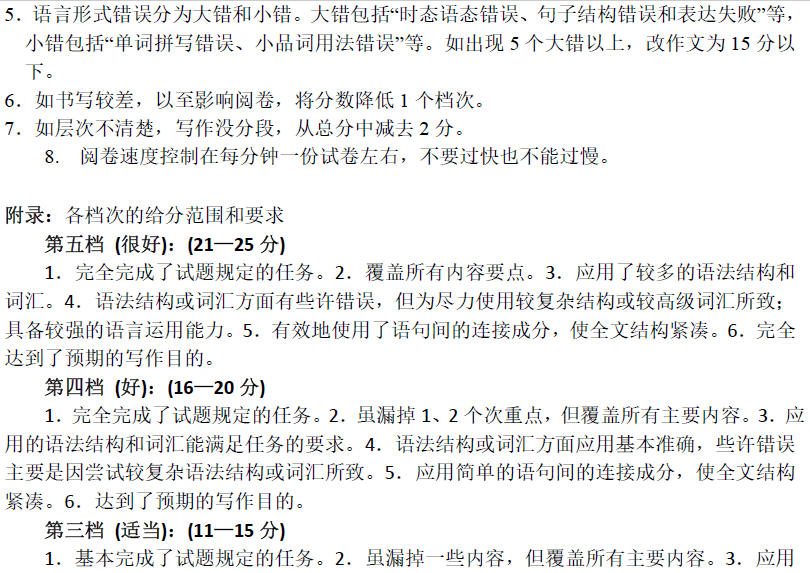 5．语言形式错误分为大错和小错。大错包括“时态语态错误、句子结构错误和表达失败”等，
小错包括“单词拼写错误、小品词用法错误”等。如出现 5 个大错以上，改作文为 15 分以
下。
6．如书写较差，以至影响阅卷，将分数降低 1 个档次。
7．如层次不清楚，写作没分段，从总分中减去 2 分。
8. 阅卷速度控制在每分钟一份试卷左右，不要过快也不能过慢。
附录：各档次的给分范围和要求
第五档 (很好)：(21—25 分)
1．完全完成了试题规定的任务。2．覆盖所有内容要点。3．应用了较多的语法结构和
词汇。4．语法结构或词汇方面有些许错误，但为尽力使用较复杂结构或较高级词汇所致；
具备较强的语言运用能力。5．有效地使用了语句间的连接成分，使全文结构紧凑。6．完全
达到了预期的写作目的。
第四档 (好)：(16—20 分)
1．完全完成了试题规定的任务。2．虽漏掉 1、2 个次重点，但覆盖所有主要内容。3．应
用的语法结构和词汇能满足任务的要求。4．语法结构或词汇方面应用基本准确，些许错误
主要是因尝试较复杂语法结构或词汇所致。5．应用简单的语句间的连接成分，使全文结构
紧凑。6．达到了预期的写作目的。
第三档 (适当)：(11—15 分)
1．基本完成了试题规定的任务。2．虽漏掉一些内容，但覆盖所有主要内容。3．应用